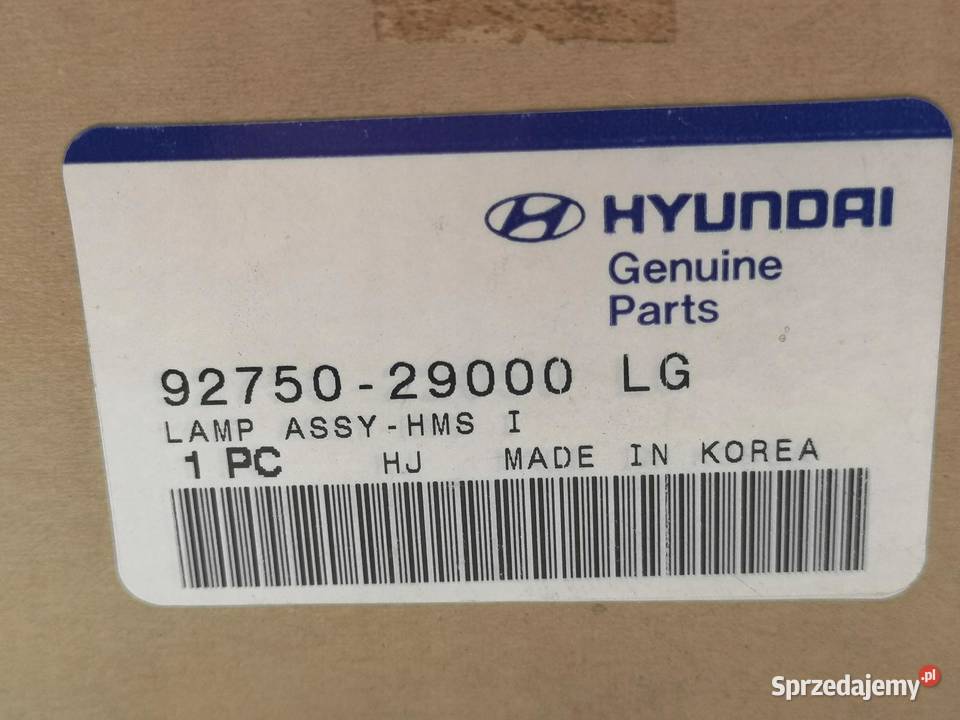 HYUNDAI
Genuine
Parts
92750-29000 LG
LAMP ASSY-HMS I
1 PC HJ MADE IN KOREA
Sprzedajemy.pl